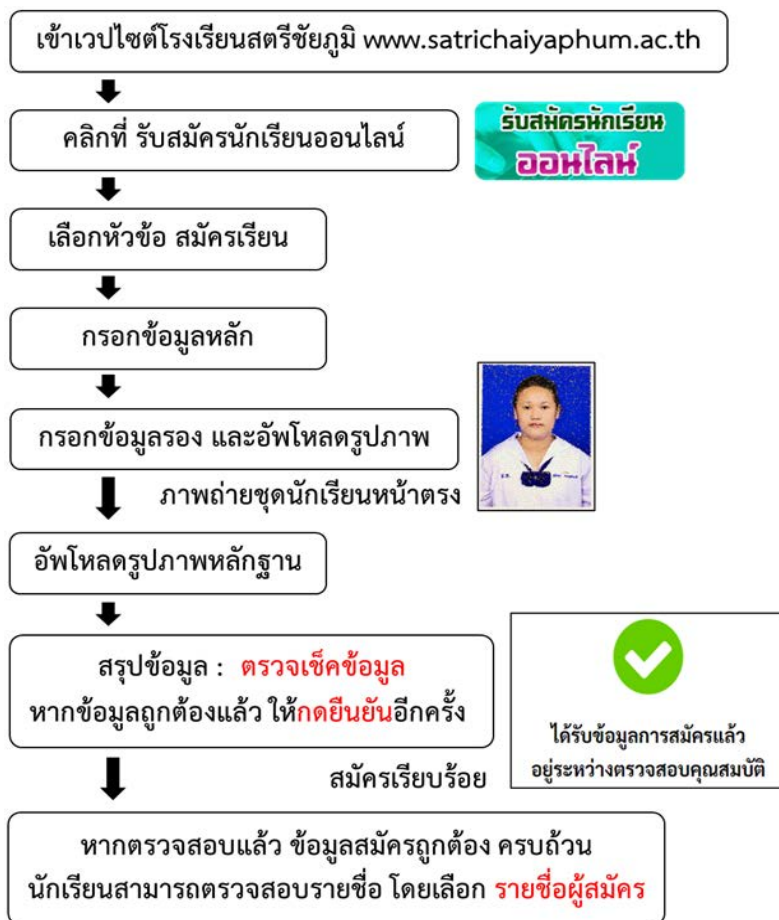 เข้าเวปไซต์โรงเรียนสตรีชัยภูมิ www.satrichaiyaphum.ac.th
คลิกที่ รับสมัครนักเรียนออนไลน์
รับสมัครนักเรียน
ออนไลน์
เลือกหัวข้อ สมัครเรียน
กรอกข้อมูลหลัก
กรอกข้อมูลรอง และอัพโหลดรูปภาพ
ภาพถ่ายชุดนักเรียนหน้าตรง
อัพโหลดรูปภาพหลักฐาน
สรุปข้อมูล : ตรวจเช็คข้อมูล
หากข้อมูลถูกต้องแล้ว ให้กดยืนยันอีกครั้ง
ได้รับข้อมูลการสมัครแล้ว
อยู่ระหว่างตรวจสอบคุณสมบัติ
สมัครเรียบร้อย
หากตรวจสอบแล้ว ข้อมูลสมัครถูกต้อง ครบถ้วน
นักเรียนสามารถตรวจสอบรายชื่อ โดยเลือก รายชื่อผู้สมัคร